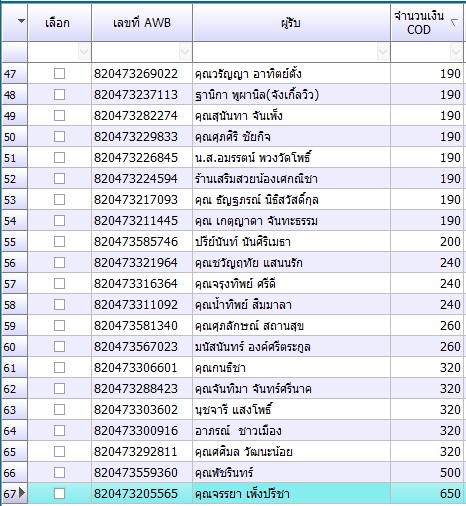 เลือก เลขที่ AWB ผู้รับ จำนวนเงิน COD
47 820473269022 คุณวรัญญา อาทิตย์ตั้ง 190
48 820473237113 ฐานิกา พูผานิล(จังเกิ้ลวิว) 190
49 820473282274 คุณสุนันทา จันเพ็ง 190
50 820473229833 คุณศุภศิริ ชัยกิจ 190
51 820473226845 น.ส.อมรรตน์ พวงวัดโพธิ์ 190
52 820473224594 ร้านเสริมสวยน้องเศกณิชา 190
53 820473217093 คุณ ธัญฐภรณ์ นิธิสวัสดิ์กุล 190
54 820473211445 คุณ เกตุญาดา จันทะธรรม 190
55 820473585746 ปรีย์นันท์ นันศิริเมธา 200
56 820473321964 คุณชวัญฤทัย แสนนรัก 240
57 820473316364 คุณจรุงทิพย์ ศรีดี 240
58 820473311092 คุณน้ำทิพย์ สีมมาลา 240
59 820473581340 คุณศุภลักษณ์ สถานสุข 260
60 820473567023 มนัสนันทร์ องค์ศรีตระกูล 260
61 820473306601 คุณกนธิชา 320
62 820473288423 คุณจันทิมา จันทร์ศรีนาค 320
63 820473303602 นุชจารี แสงโพธิ์ 320
64 820473300916 อาภรณ์ ชาวเมือง 320
65 820473292811 คุณศศิมล วัฒนะน้อย 320
66 820473559360 คุณพัชรินทร์ 500
67 820473205565 คุณจรรยา เพ็งปรีชา 650